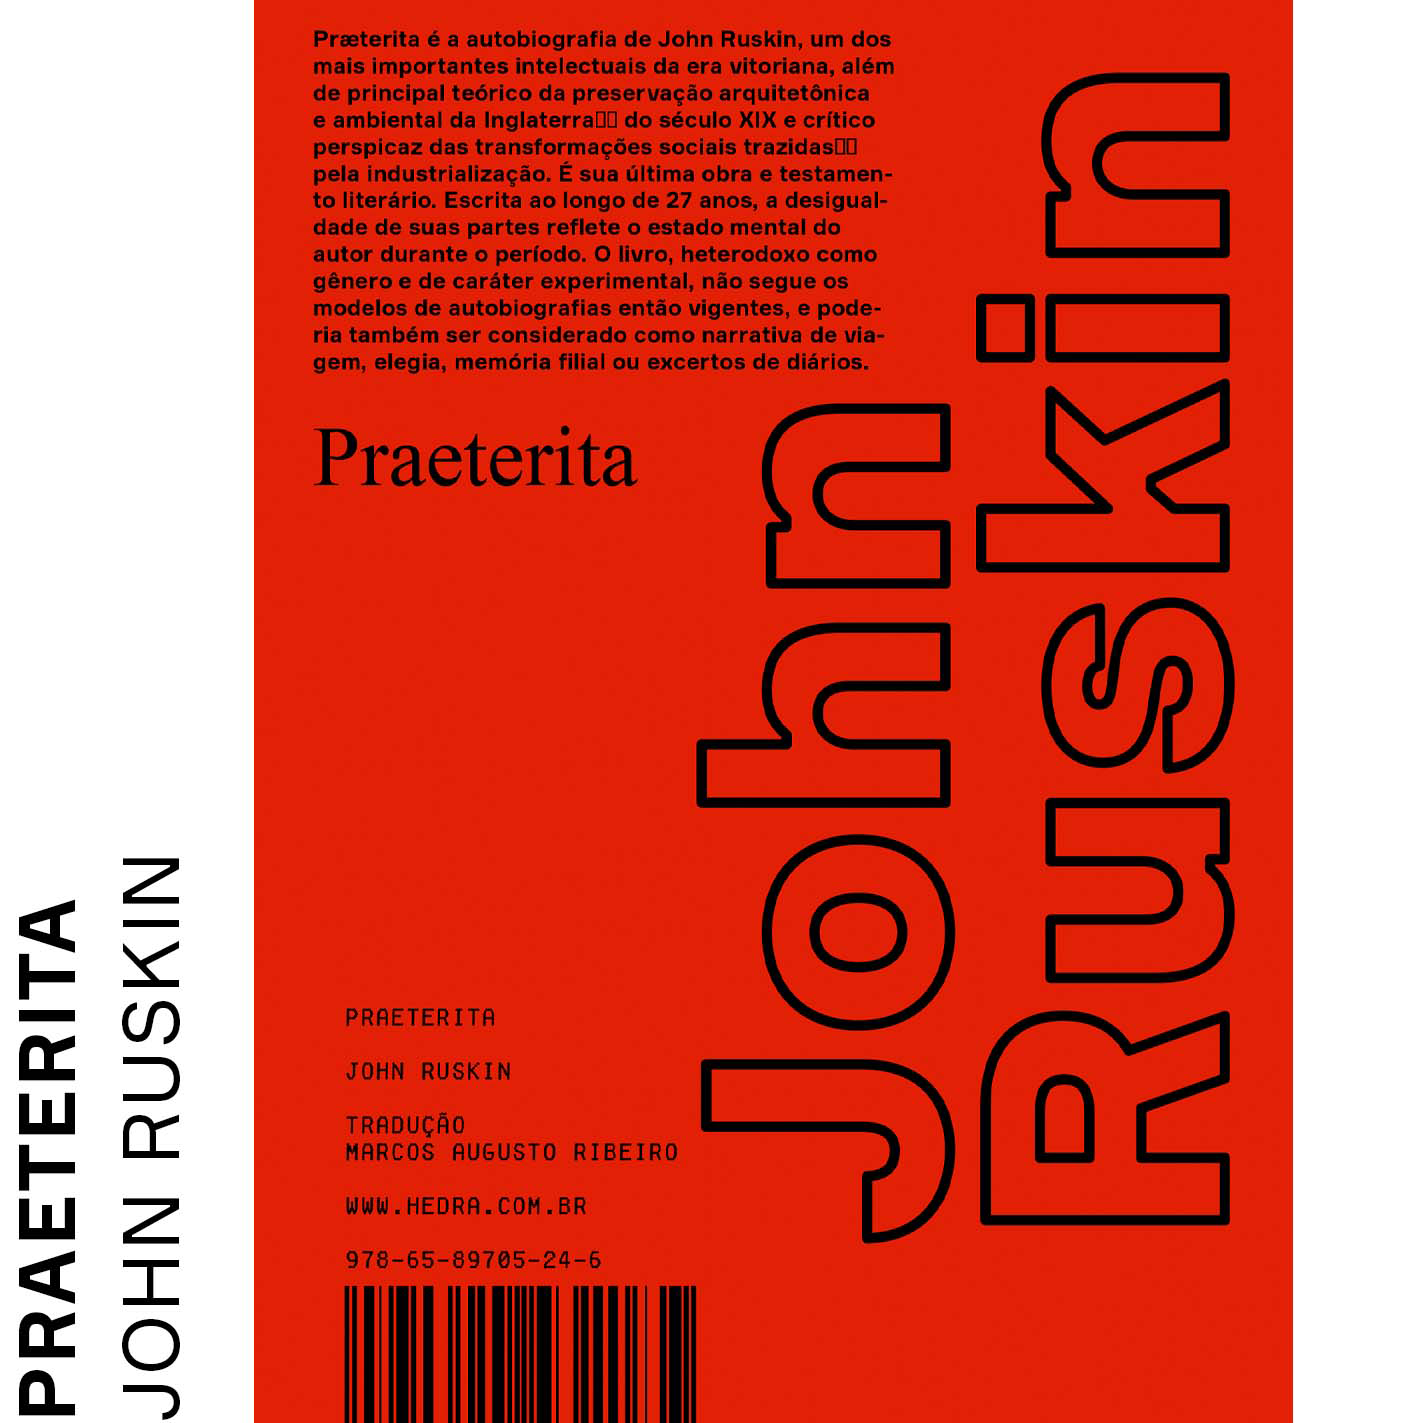 Præterita é a autobiografia de John Ruskin, um dos
mais importantes intelectuais da era vitoriana, além
de principal teórico da preservação arquitetônica
e ambiental da Inglaterra▯▯ do século XIX e crítico
perspicaz das transformações sociais trazidas▯▯
pela industrialização. É sua última obra e testamen-
to literário. Escrita ao longo de 27 anos, a desigual-
dade de suas partes reflete o estado mental do
autor durante o período. O livro, heterodoxo como
gênero e de caráter experimental, não segue os
modelos de autobiografias então vigentes, e pode-
ria também ser considerado como narrativa de via-
gem, elegia, memória filial ou excertos de diários.
Praeterita
John
Ruskin
PRAETERITA
JOHN RUSKIN
TRADUÇÃO
MARCOS AUGUSTO RIBEIRO
WWW.HEDRA.COM.BR
978-65-89705-24-6
PRAETERITA
JOHN RUSKIN